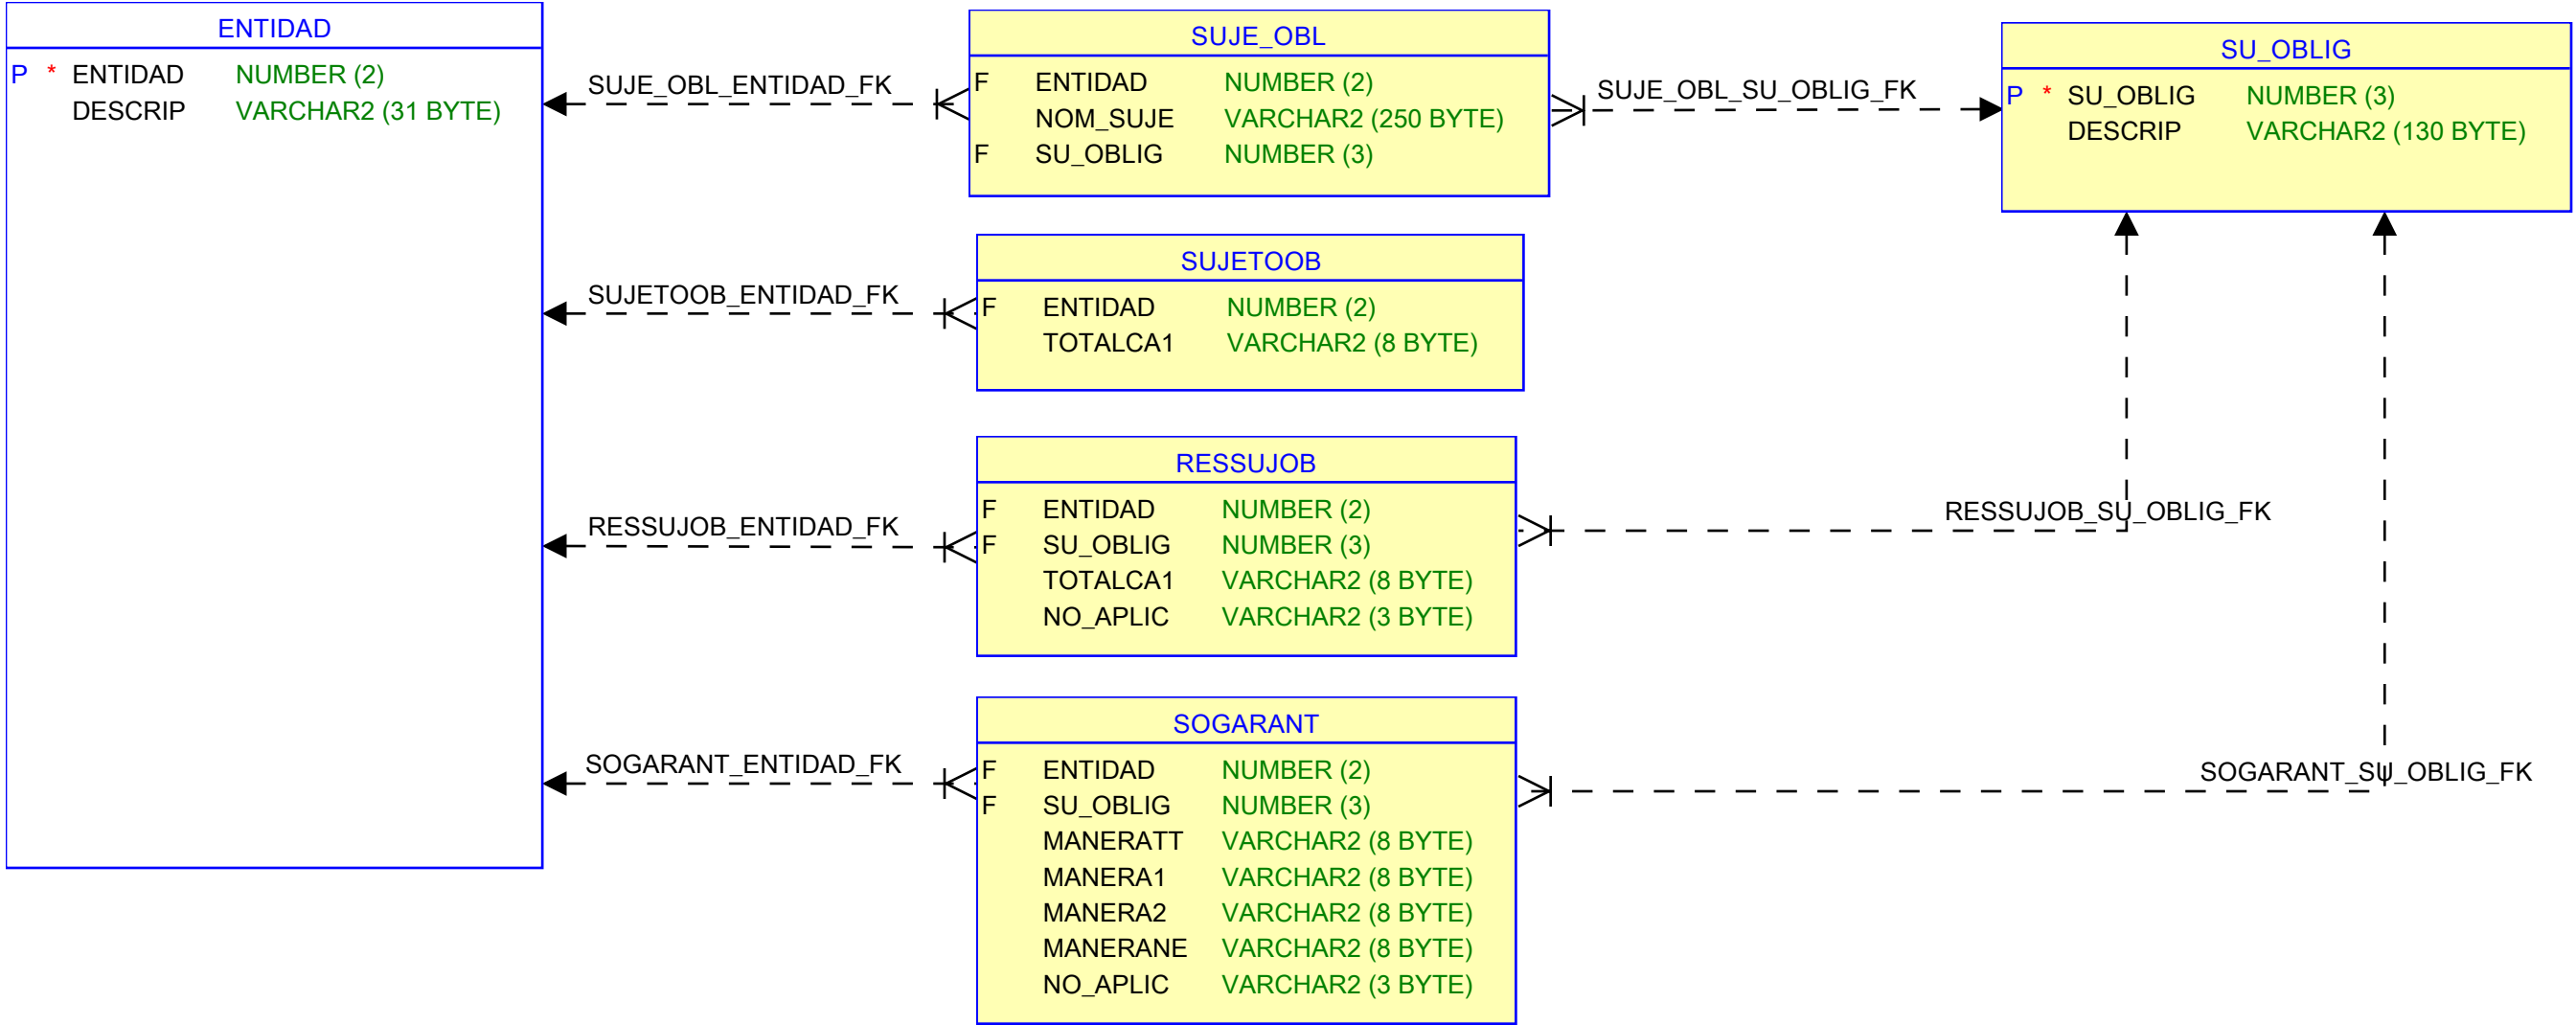 ENTIDAD
P * ENTIDAD NUMBER (2)
DESCRIP VARCHAR2 (31 BYTE)
SUJE_OBL_ENTIDAD_FK
SUJE_OBL
F ENTIDAD NUMBER (2)
NOM_SUJE VARCHAR2 (250 BYTE)
F SU_OBLIG NUMBER (3)
SUJE_OBL_SU_OBLIG_FK
SU_OBLIG
P * SU_OBLIG NUMBER (3)
DESCRIP VARCHAR2 (130 BYTE)
SUJETOOB_ENTIDAD_FK
SUJETOOB
F ENTIDAD NUMBER (2)
TOTALCA1 VARCHAR2 (8 BYTE)
RESSUJOB_ENTIDAD_FK
RESSUJOB
F ENTIDAD NUMBER (2)
F SU_OBLIG NUMBER (3)
TOTALCA1 VARCHAR2 (8 BYTE)
NO_APLIC VARCHAR2 (3 BYTE)
RESSUJOB_SU_OBLIG_FK
SOGARANT_ENTIDAD_FK
SOGARANT
F ENTIDAD NUMBER (2)
F SU_OBLIG NUMBER (3)
MANERATT VARCHAR2 (8 BYTE)
MANERA1 VARCHAR2 (8 BYTE)
MANERA2 VARCHAR2 (8 BYTE)
MANERANE VARCHAR2 (8 BYTE)
NO_APLIC VARCHAR2 (3 BYTE)
SOGARANT_SU_OBLIG_FK